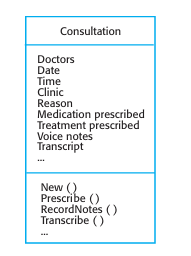 Consultation
Doctors
Date
Time
Clinic
Reason
Medication prescribed
Treatment prescribed
Voice notes
Transcript
...
New ( )
Prescribe ( )
RecordNotes ( )
Transcribe ( )
...